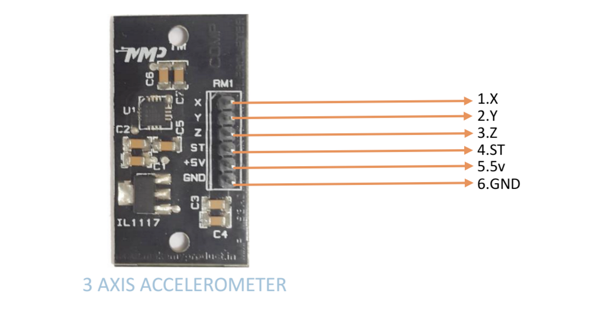 MMP
TM
COMP
C6
C7
RM1
X
Y
Z
ST
+5V
GND
U1
C2
C5
C1
IL1117
C3
C4
1.X
2.Y
3.Z
4.ST
5.5v
6.GND
3 AXIS ACCELEROMETER